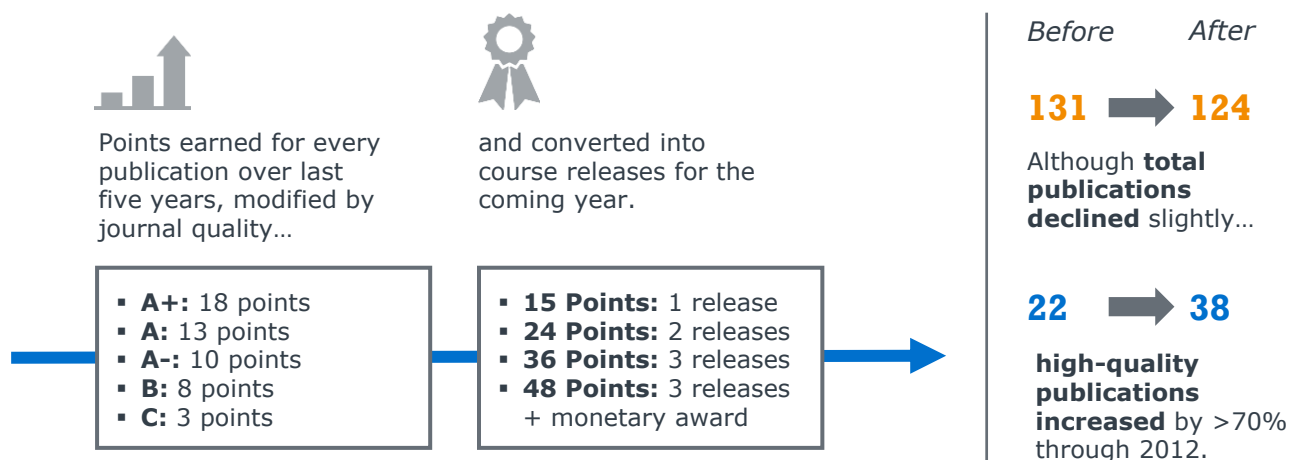 Points earned for every
publication over last
five years, modified by
journal quality…
and converted into
course releases for the
coming year.
▪ A+: 18 points
▪ A: 13 points
▪ A-: 10 points
▪ B: 8 points
▪ C: 3 points
▪ 15 Points: 1 release
▪ 24 Points: 2 releases
▪ 36 Points: 3 releases
▪ 48 Points: 3 releases
+ monetary award
Before After
131 124
Although total
publications
declined slightly…
22 38
high-quality
publications
increased by >70%
through 2012.